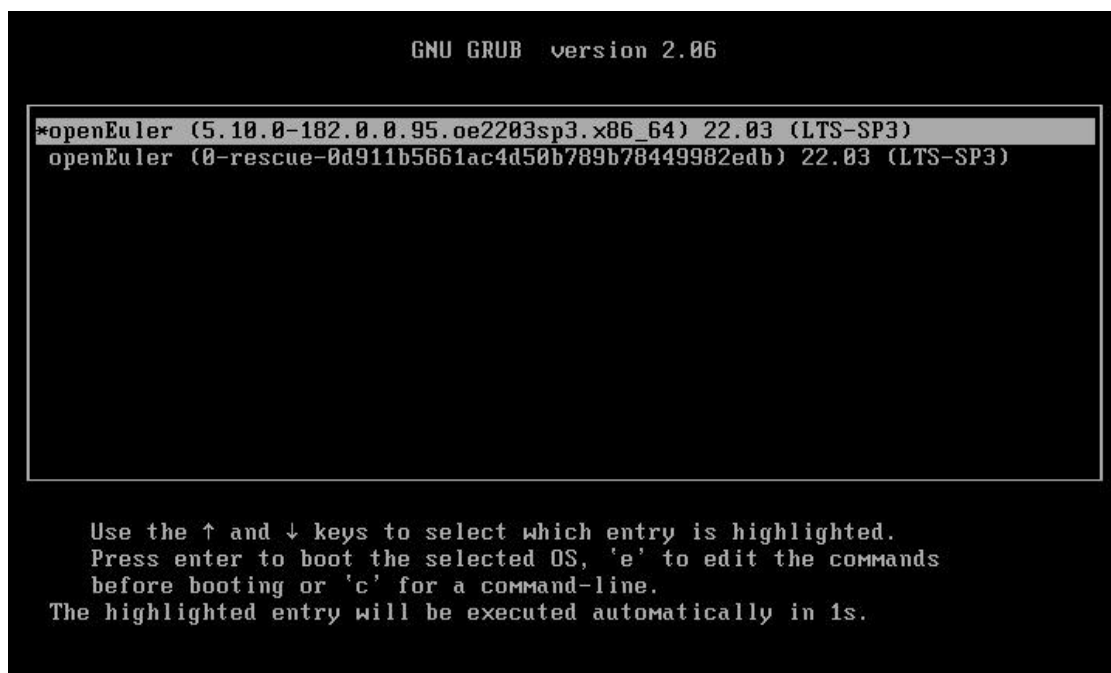 GNU GRUB  version 2.06
*openEuler (5.10.0-182.0.0.95.oe2203sp3.x86_64) 22.03 (LTS-SP3)
openEuler (0-rescue-0d911b5661ac4d50b789b78449982edb) 22.03 (LTS-SP3)
Use the ↑ and ↓ keys to select which entry is highlighted.
Press enter to boot the selected OS, 'e' to edit the commands
before booting or 'c' for a command-line.
The highlighted entry will be executed automatically in 1s.